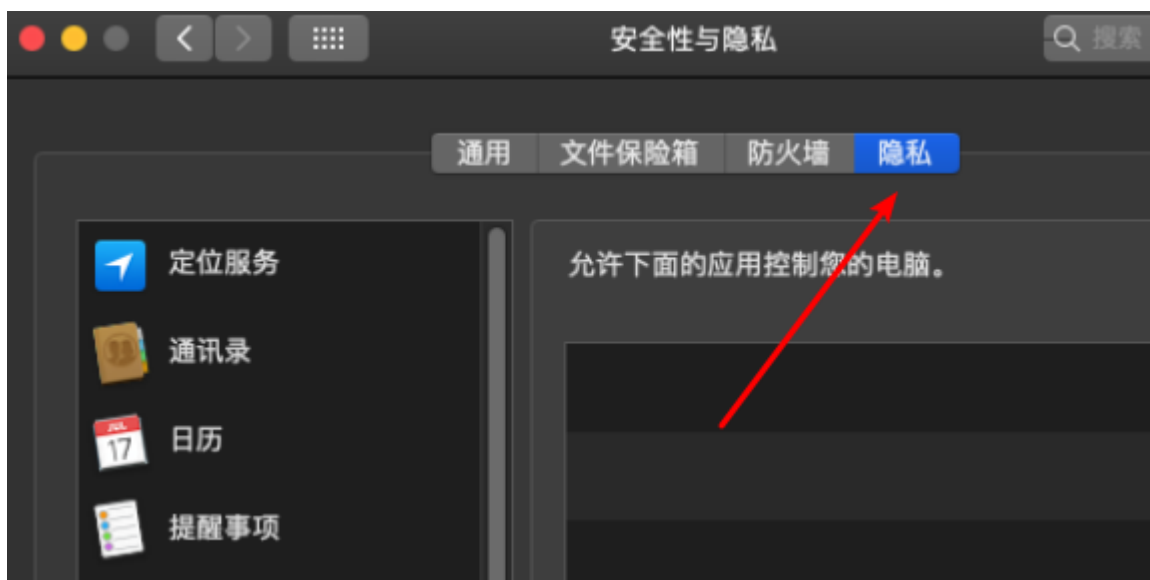 安全性与隐私
搜索
通用 文件保险箱 防火墙 隐私
定位服务
允许下面的应用控制您的电脑。
通讯录
JUL
17
日历
提醒事项